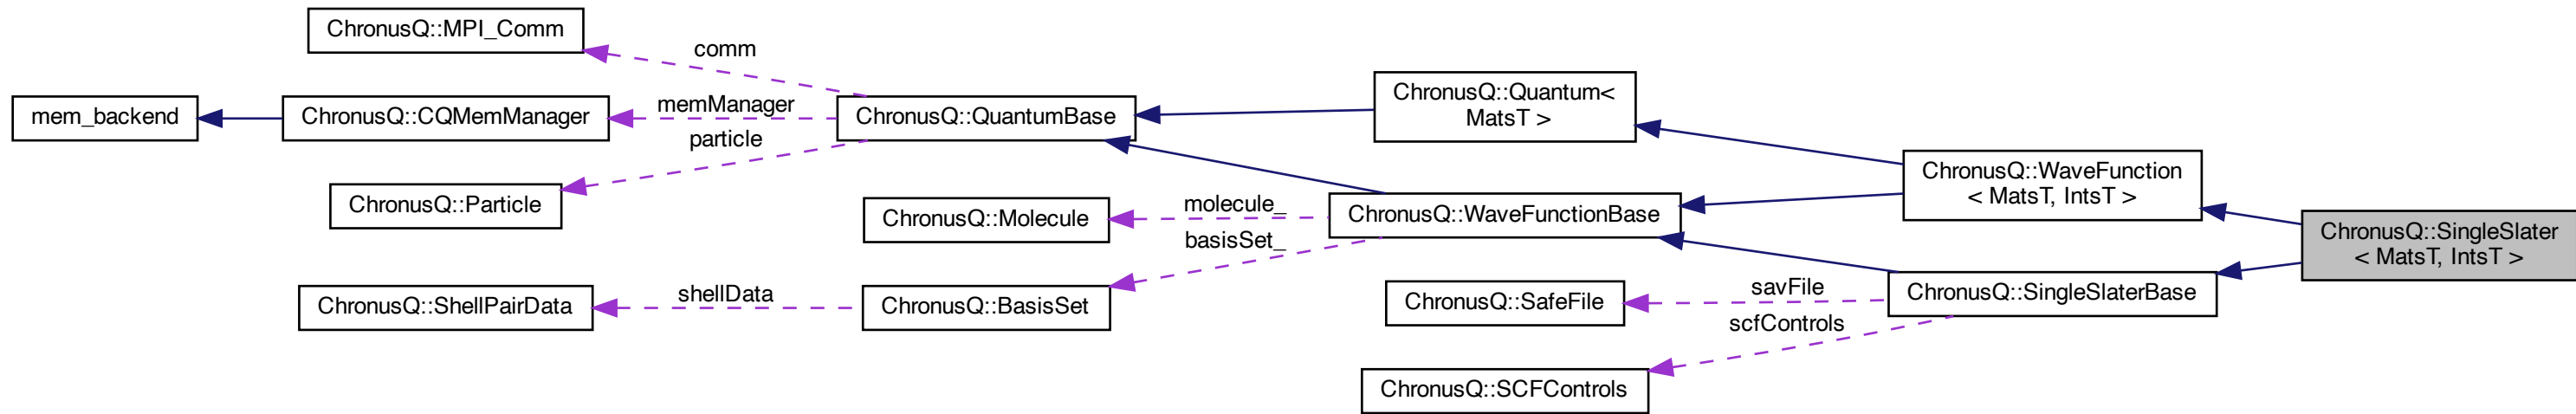 ChronusQ::MPI_Comm
comm
mem_backend
ChronusQ::CQMemManager
memManager
particle
ChronusQ::QuantumBase
ChronusQ::Quantum<
MatsT >
ChronusQ::Particle
ChronusQ::Molecule
molecule_
basisSet_
ChronusQ::WaveFunctionBase
ChronusQ::WaveFunction
< MatsT, IntsT >
ChronusQ::SingleSlater
< MatsT, IntsT >
ChronusQ::ShellPairData
shellData
ChronusQ::BasisSet
ChronusQ::SafeFile
savFile
scfControls
ChronusQ::SingleSlaterBase
ChronusQ::SCFControls